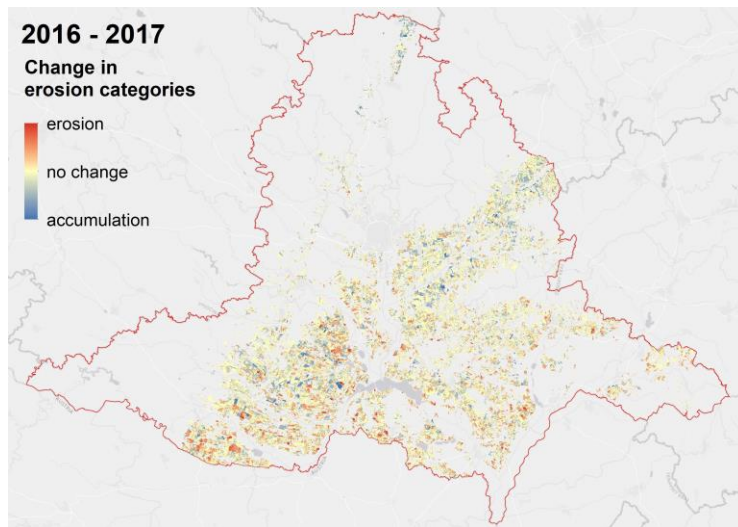 2016 - 2017
Change in
erosion categories
erosion
no change
accumulation